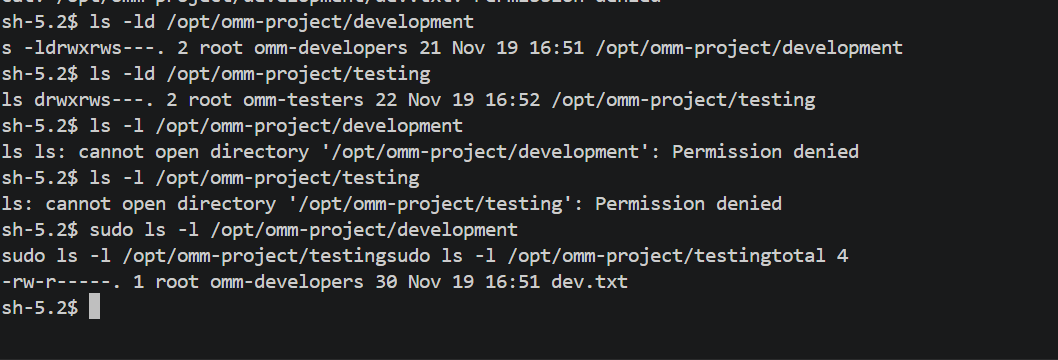 sh-5.2$ ls -ld /opt/omm-project/development
s -ldrwxrws---. 2 root omm-developers 21 Nov 19 16:51 /opt/omm-project/development
sh-5.2$ ls -ld /opt/omm-project/testing
ls drwxrws---. 2 root omm-testers 22 Nov 19 16:52 /opt/omm-project/testing
sh-5.2$ ls -l /opt/omm-project/development
ls ls: cannot open directory '/opt/omm-project/development': Permission denied
sh-5.2$ ls -l /opt/omm-project/testing
ls: cannot open directory '/opt/omm-project/testing': Permission denied
sh-5.2$ sudo ls -l /opt/omm-project/development
sudo ls -l /opt/omm-project/testingsudo ls -l /opt/omm-project/testingtotal 4
-rw-r-----. 1 root omm-developers 30 Nov 19 16:51 dev.txt
sh-5.2$